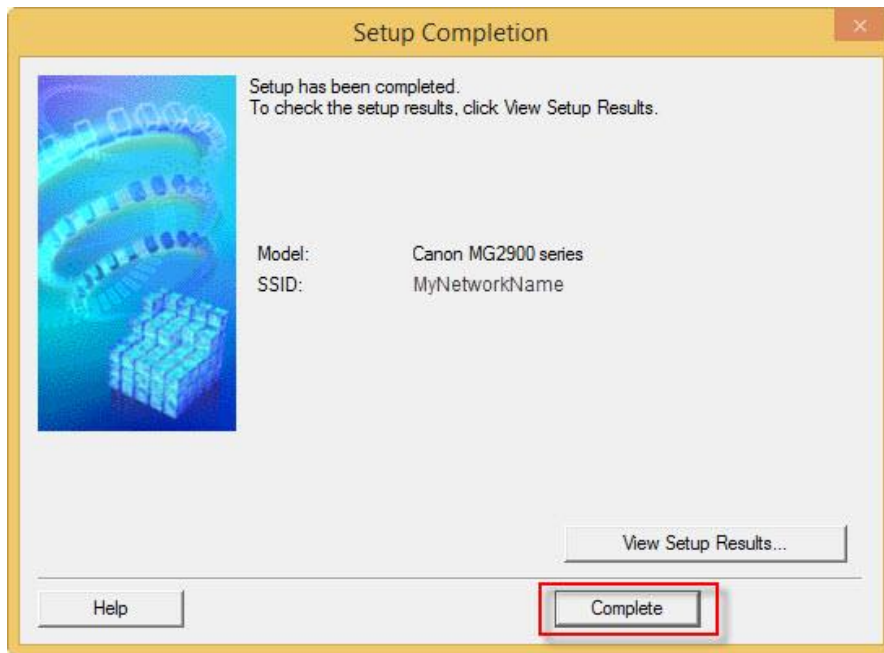 Setup Completion
Setup has been completed.
To check the setup results, click View Setup Results.
Model: Canon MG2900 series
SSID: MyNetworkName
View Setup Results...
Help Complete